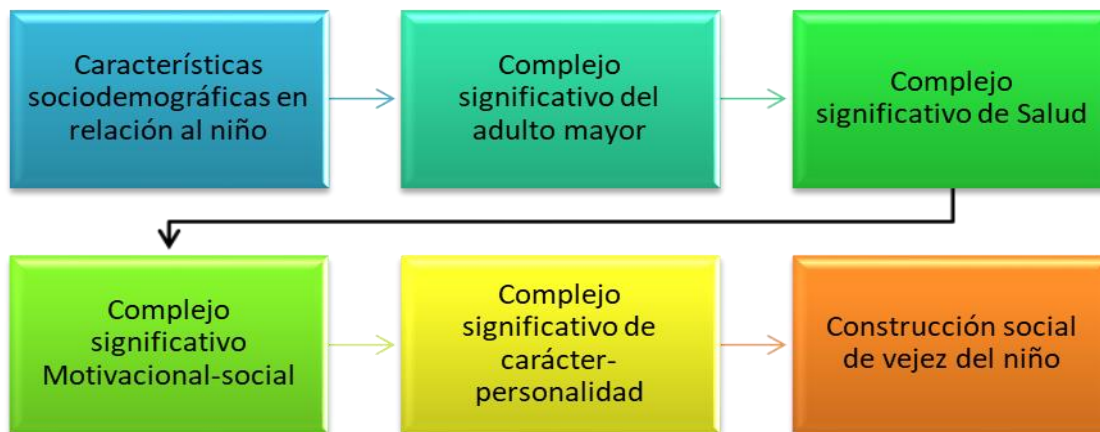 Características
sociodemográficas en
relación al niño
Complejo
significativo del
adulto mayor
Complejo
significativo de Salud
Complejo
significativo
Motivacional-social
Complejo
significativo de
carácter-
personalidad
Construcción social
de vejez del niño